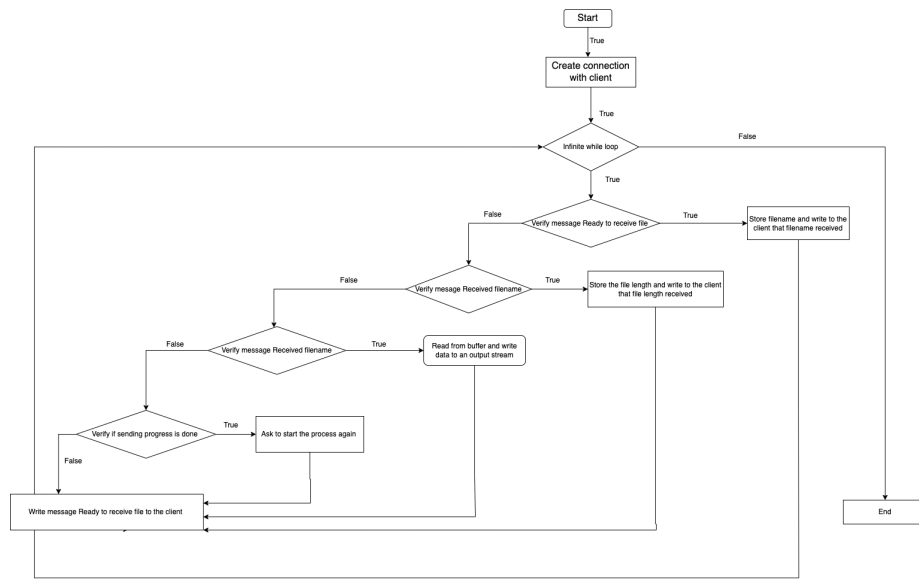 Start
True
Create connection
with client
True
Infinite while loop
False
True
Verify message Ready to receive file
False
True
Store filename and write to the
client that filename received
Verify mesage Received filename
False
True
Store the file length and write to the client
that file length received
Verify message Received filename
False
True
Read from buffer and write
data to an output stream
Verify if sending progress is done
True
Ask to start the process again
False
Write message Ready to receive file to the client
End